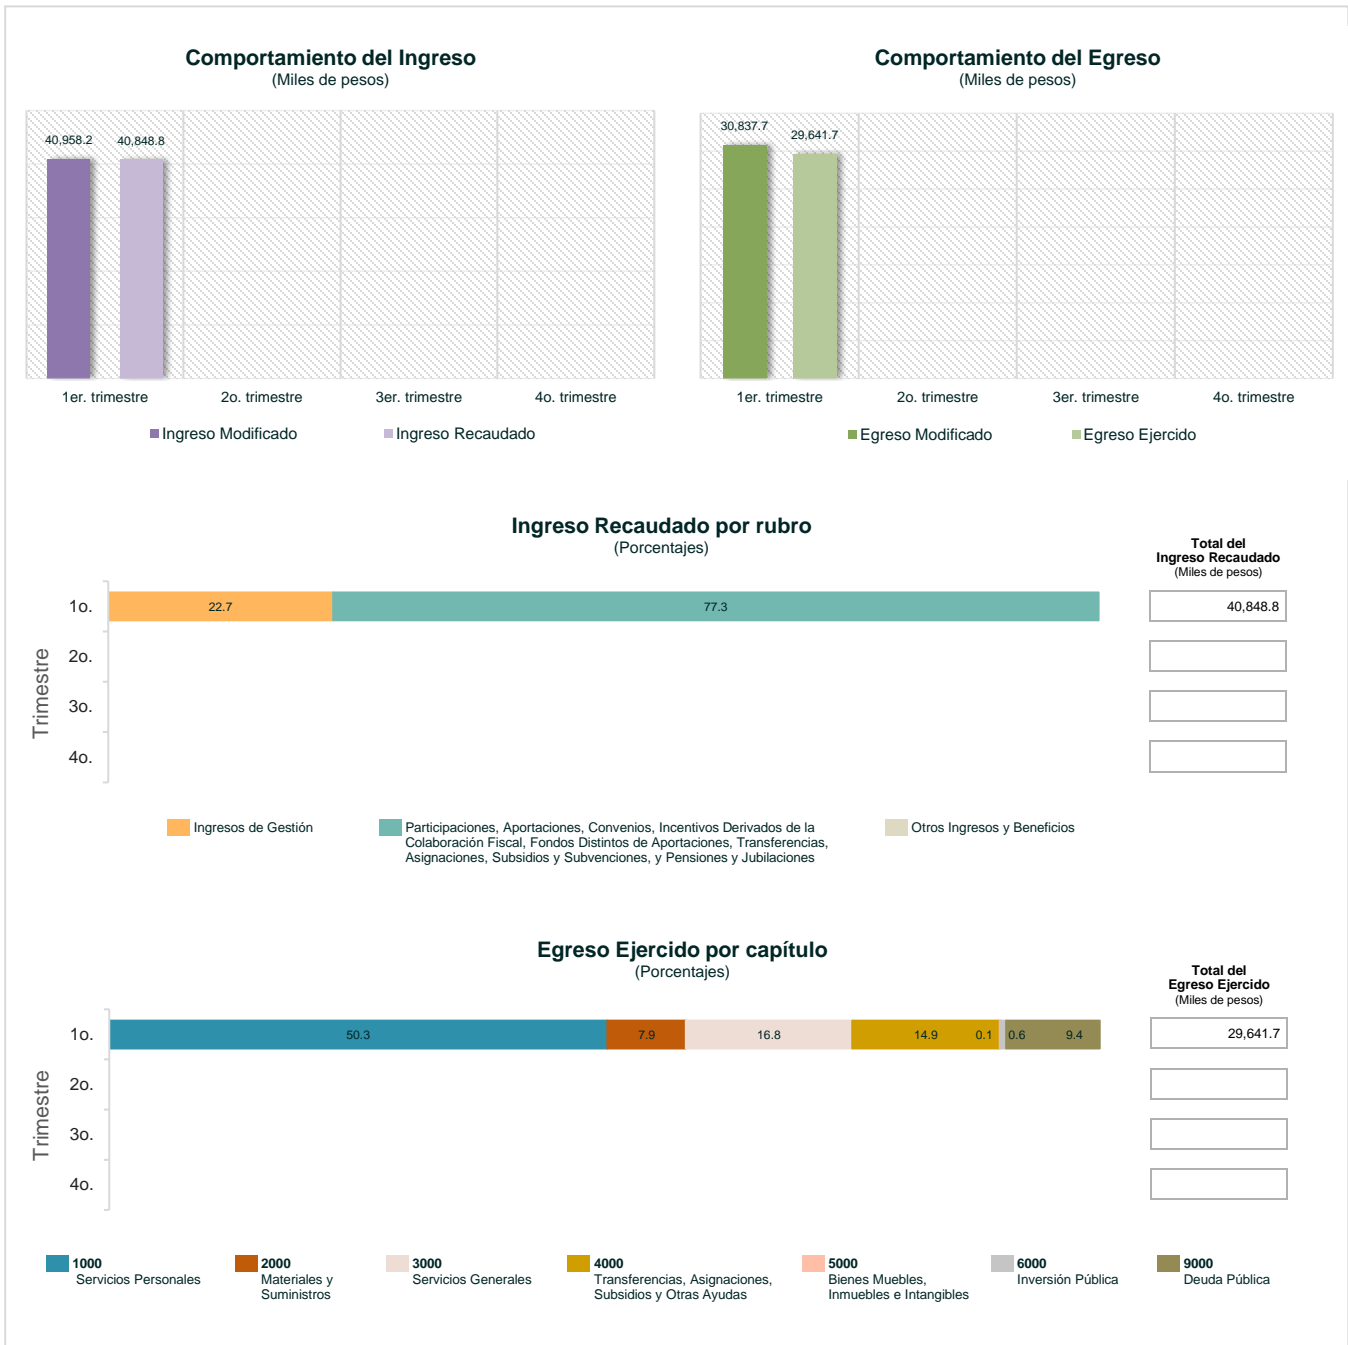 Comportamiento del Ingreso
(Miles de pesos)
40,958.2
40,848.8
1er. trimestre
2o. trimestre
3er. trimestre
4o. trimestre
Ingreso Modificado
Ingreso Recaudado
Comportamiento del Egreso
(Miles de pesos)
30,837.7
29,641.7
1er. trimestre
2o. trimestre
3er. trimestre
4o. trimestre
Egreso Modificado
Egreso Ejercido
Ingreso Recaudado por rubro
(Porcentajes)
Total del
Ingreso Recaudado
(Miles de pesos)
Trimestre
1o.
22.7
77.3
40,848.8
2o.
3o.
4o.
Ingresos de Gestión
Participaciones, Aportaciones, Convenios, Incentivos Derivados de la
Colaboración Fiscal, Fondos Distintos de Aportaciones, Transferencias,
Asignaciones, Subsidios y Subvenciones, y Pensiones y Jubilaciones
Otros Ingresos y Beneficios
Egreso Ejercido por capítulo
(Porcentajes)
Total del
Egreso Ejercido
(Miles de pesos)
Trimestre
1o.
50.3
7.9
16.8
14.9
0.1
0.6
9.4
29,641.7
2o.
3o.
4o.
1000
Servicios Personales
2000
Materiales y
Suministros
3000
Servicios Generales
4000
Transferencias, Asignaciones,
Subsidios y Otras Ayudas
5000
Bienes Muebles,
Inmuebles e Intangibles
6000
Inversión Pública
9000
Deuda Pública